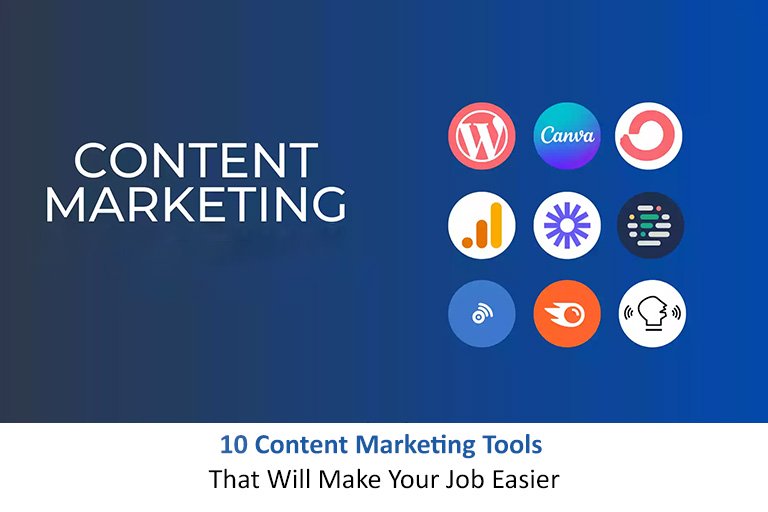 CONTENT
MARKETING
Canva
10 Content Marketing Tools
That Will Make Your Job Easier